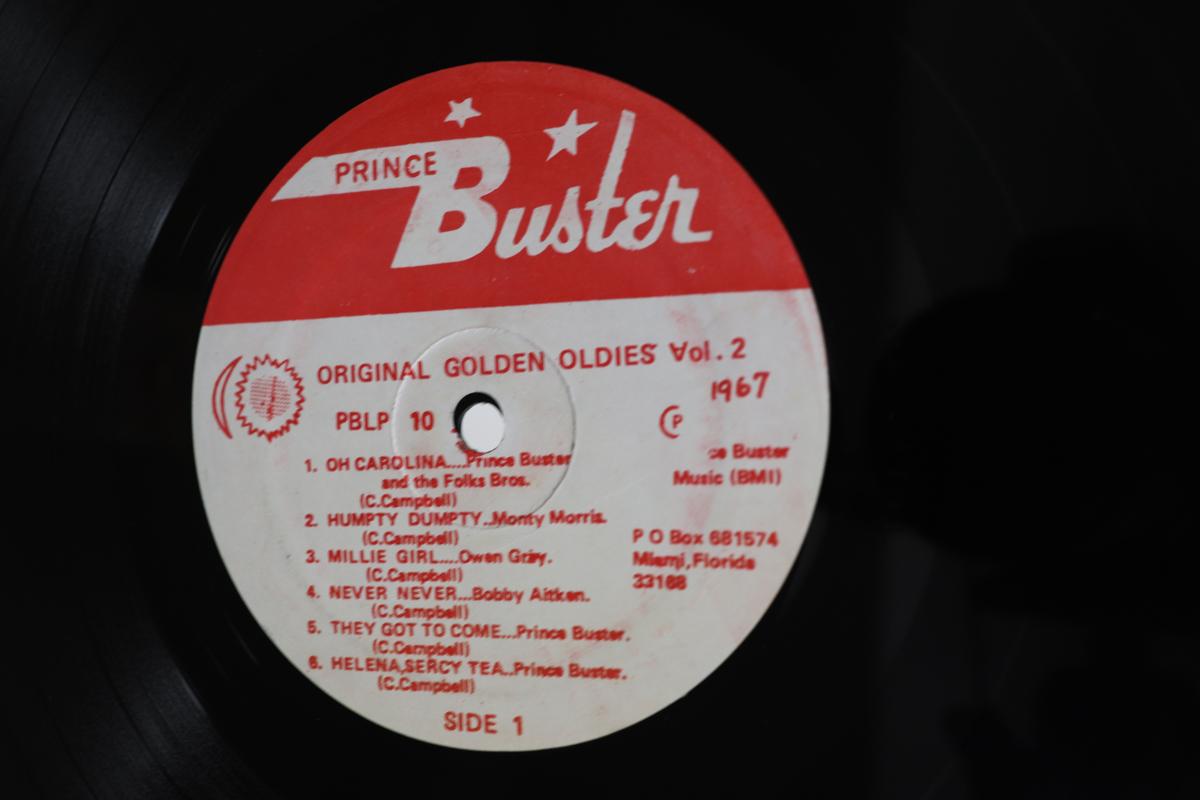 PRINCE
Buster
ORIGINAL GOLDEN OLDIES Vol. 2
1967
PBLP 10
P
Buster
Music (BMI)
1. OH CAROLINA....Prince Buster
and the Folks Bros.
(C.Campbell)
2. HUMPTY DUMPTY..Monty Morris.
(C.Campbell)
3. MILLIE GIRL....Owen Gray.
(C.Campbell)
4. NEVER NEVER...Bobby Aitken.
(C.Campbell)
5. THEY GOT TO COME...Prince Buster.
(C.Campbell)
6. HELENA,SERCY TEA..Prince Buster.
(C.Campbell)
P O Box 681574
Miami,Florida
33168
SIDE 1